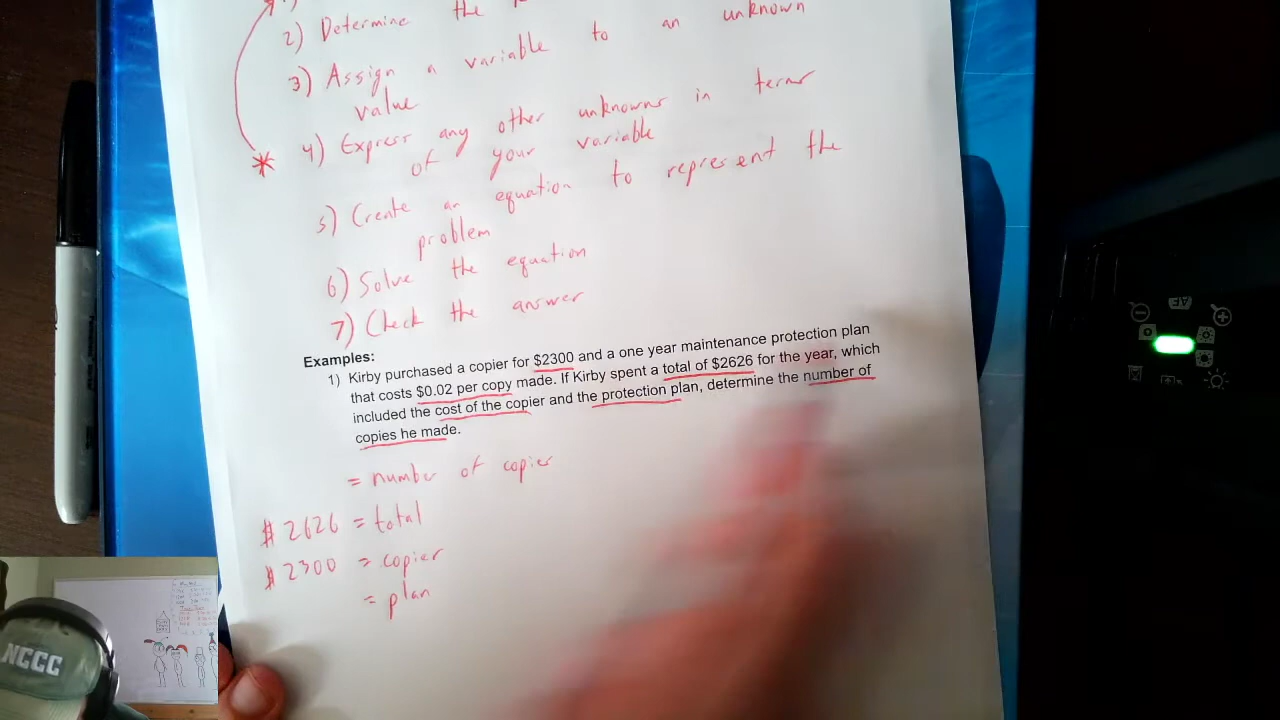 2) Determine the
3) Assign a variable to an unknown
value
* 4) Express any other unknowns in terms
of your variable
5) Create an equation to represent the
problem
6) Solve the equation
7) Check the answer
Examples:
1) Kirby purchased a copier for $2300 and a one year maintenance protection plan
that costs $0.02 per copy made. If Kirby spent a total of $2626 for the year, which
included the cost of the copier and the protection plan, determine the number of
copies he made.
= number of copies
$2626 = total
$2300 = copier
= plan
NCCC
AF